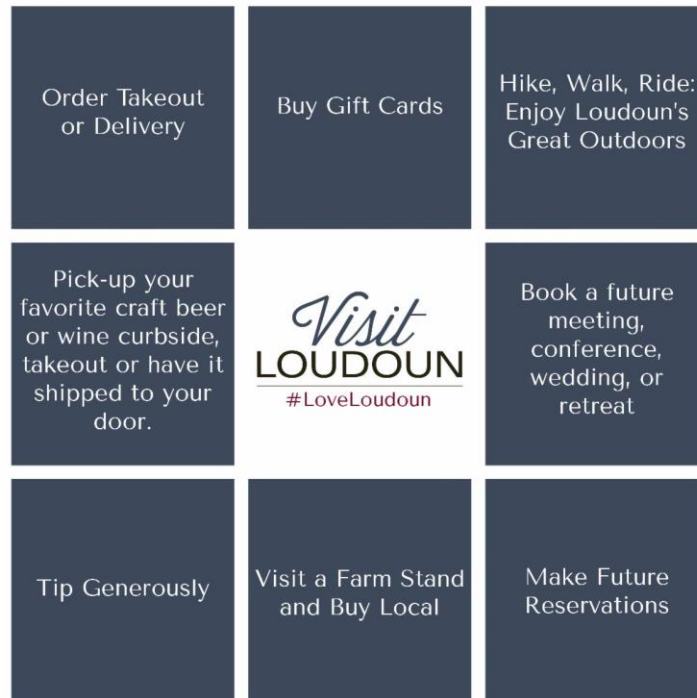 Order Takeout
or Delivery
Buy Gift Cards
Hike, Walk, Ride:
Enjoy Loudoun's
Great Outdoors
Pick-up your
favorite craft beer
or wine curbside,
takeout or have it
shipped to your
door.
Visit
LOUDOUN
#LoveLoudoun
Book a future
meeting,
conference,
wedding, or
retreat
Tip Generously
Visit a Farm Stand
and Buy Local
Make Future
Reservations